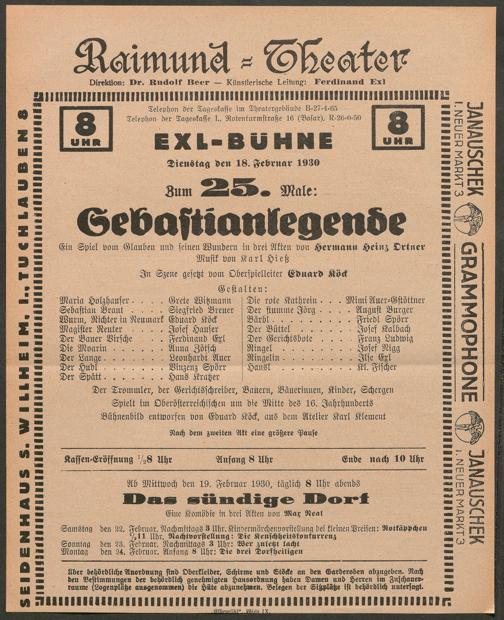 Raimund=Theater
Direktion: Dr. Rudolf Beer — Künstlerische Leitung: Ferdinand Exl
8 UHR
Telephon der Tageskasse im Theatergebäude B-27-4-65
Telephon der Tageskasse I., Rotenturmstraße 16 (Basar), R-26-0-50
8 UHR
EXL-BÜHNE
Dienstag den 18. Februar 1930
Zum 25. Male:
Sebastianlegende
Ein Spiel vom Glauben und seinen Wundern in drei Akten von Hermann Heinz Ortner
Musik von Karl Hieß
In Szene gesetzt vom Oberspielleiter Eduard Köck
Gestalten:
Maria Holzhauser . . . . Grete Witzmann
Sebastian Braut . . . . Siegfried Breuer
Wurm, Richter in Neumark Eduard Köck
Magister Reuter . . . . Josef Hauser
Der Bauer Wirsche . . . Ferdinand Exl
Die Moarin . . . . Anna Zötsch
Der Lange . . . . Leonhard Auer
Der Hudl . . . . Vinzenz Spörr
Der Spätt . . . . Hans Kratzer
Die rote Kathrein . . . Mimi Auer-Gstöttner
Der stumme Jörg . . . . August Burger
Bärbl . . . . Friedl Spörr
Der Büttel . . . . Josef Kalbach
Der Gerichtsbote . . . . Franz Ludwig
Ringel . . . . Josef Nigg
Ringelin . . . . Ilse Exl
Hansl . . . . Kl. Fischer
Der Trommler, der Gerichtsschreiber, Bauern, Bäuerinnen, Kinder, Schergen
Spielt im Oberösterreichischen um die Mitte des 16. Jahrhunderts
Bühnenbild entworfen von Eduard Köck, aus dem Atelier Karl Klement
Nach dem zweiten Akt eine größere Pause
Kassen-Eröffnung ½8 Uhr Anfang 8 Uhr Ende nach 10 Uhr
Ab Mittwoch den 19. Februar 1930, täglich 8 Uhr abends
Das sündige Dorf
Eine Komödie in drei Akten von Max Neal
Samstag den 22. Februar, Nachmittags 3 Uhr, Kindermärchenvorstellung bei kleinen Preisen: Rotkäppchen
½11 Uhr, Nachtvorstellung: Die Keuschheitskonkurrenz
Sonntag den 23. Februar, Nachmittags 3 Uhr: Wer zuletzt lacht
Montag den 24. Februar, Anfang 8 Uhr: Die drei Dorfheiligen
Über behördliche Anordnung sind Oberkleider, Schirme und Stöcke an den Garderoben abzugeben. Nach
den Bestimmungen der behördlich genehmigten Hausordnung haben Damen und Herren im Zuschauer-
raume (Logenplätze ausgenommen) die Hüte abzunehmen. Belegen der Sitzplätze ist behördlich untersagt.
SEIDENHAUS S. WILLHEIM, I., TUCHLAUBEN 8
JANAUSCHEK
I. NEUER MARKT 3
GRAMMOPHONE
JANAUSCHEK
I. NEUER MARKT 3